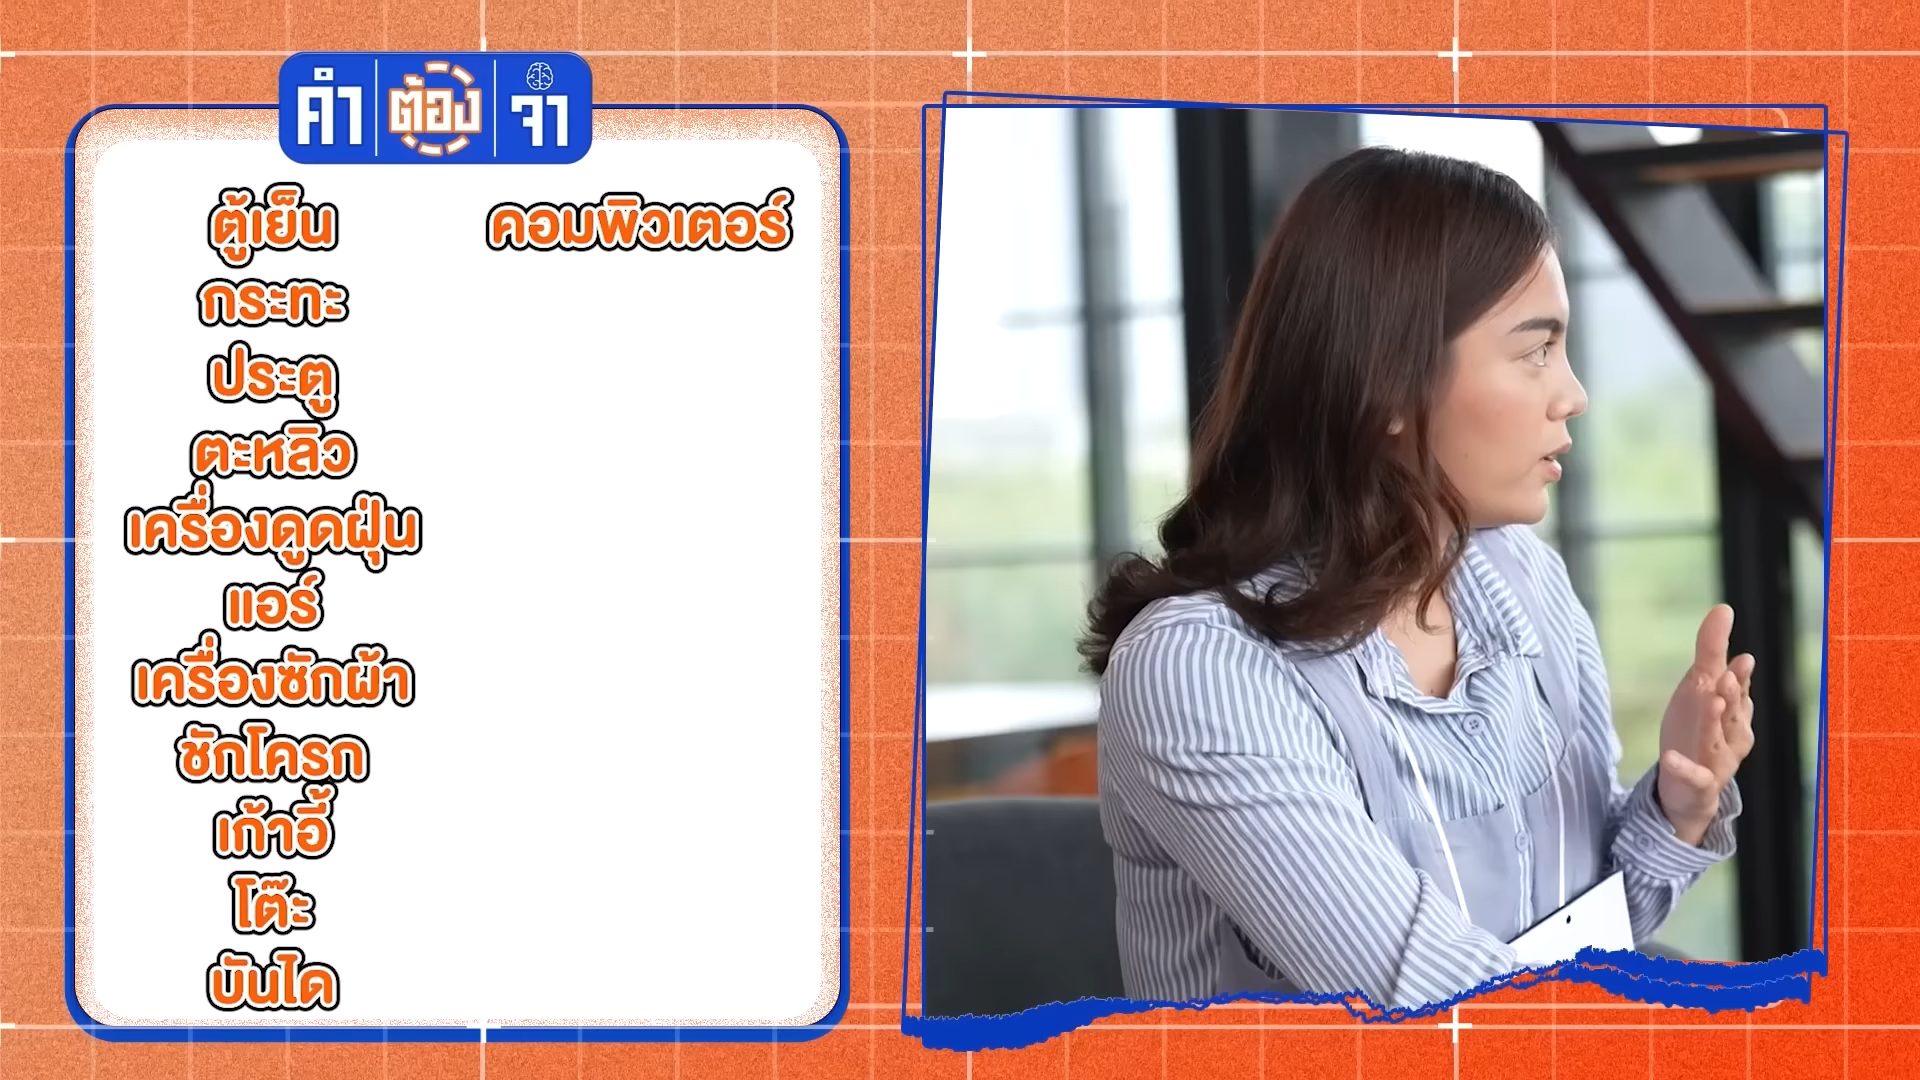 คำ ต้อง จำ
ตู้เย็น
กระทะ
ประตู
ตะหลิว
เครื่องดูดฝุ่น
แอร์
เครื่องซักผ้า
ชักโครก
เก้าอี้
โต๊ะ
บันได
คอมพิวเตอร์